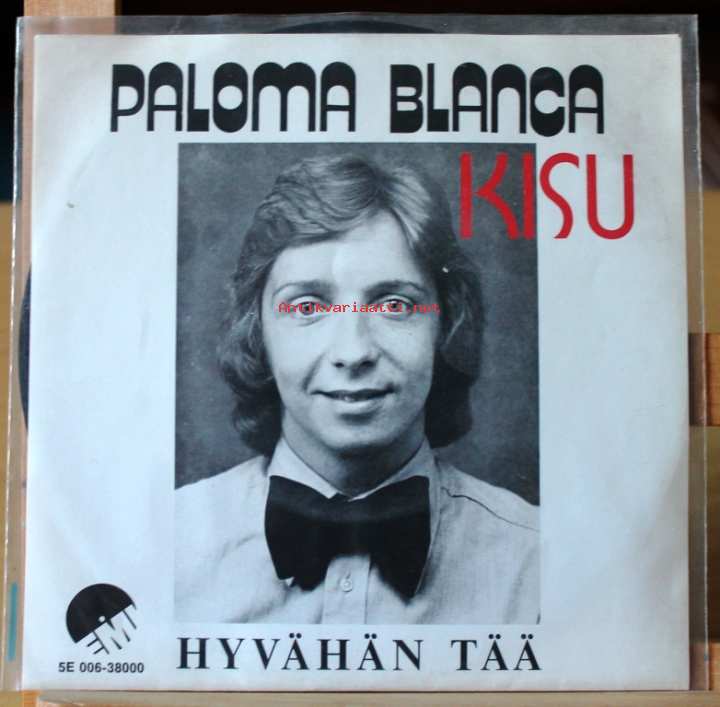 PALOMA BLANCA
KISU
Antikvariaatti.net
EMI
5E 006-38000
HYVÄHÄN TÄÄ